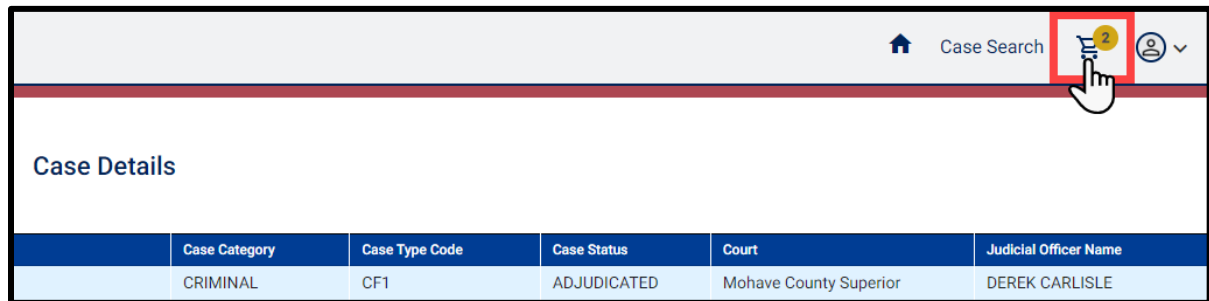 Case Search 2
Case Details
Case Category Case Type Code Case Status Court Judicial Officer Name
CRIMINAL CF1 ADJUDICATED Mohave County Superior DEREK CARLISLE